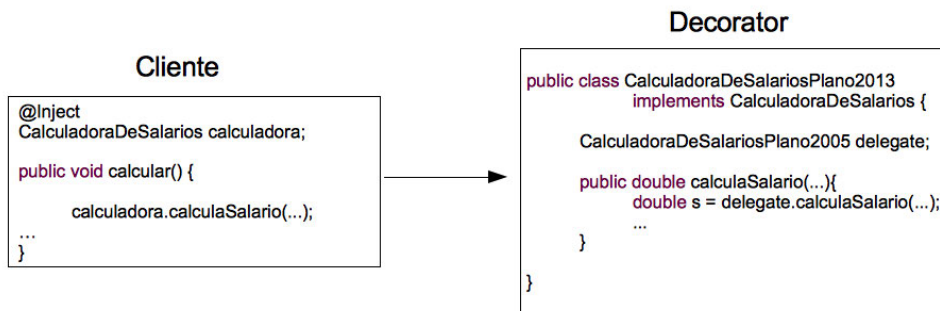 Cliente
@Inject
CalculadoraDeSalarios calculadora;
public void calcular() {
calculadora.calculaSalario(...);
...
}
Decorator
public class CalculadoraDeSalariosPlano2013
implements CalculadoraDeSalarios {
CalculadoraDeSalariosPlano2005 delegate;
public double calculaSalario(...){
double s = delegate.calculaSalario(...);
...
}
}